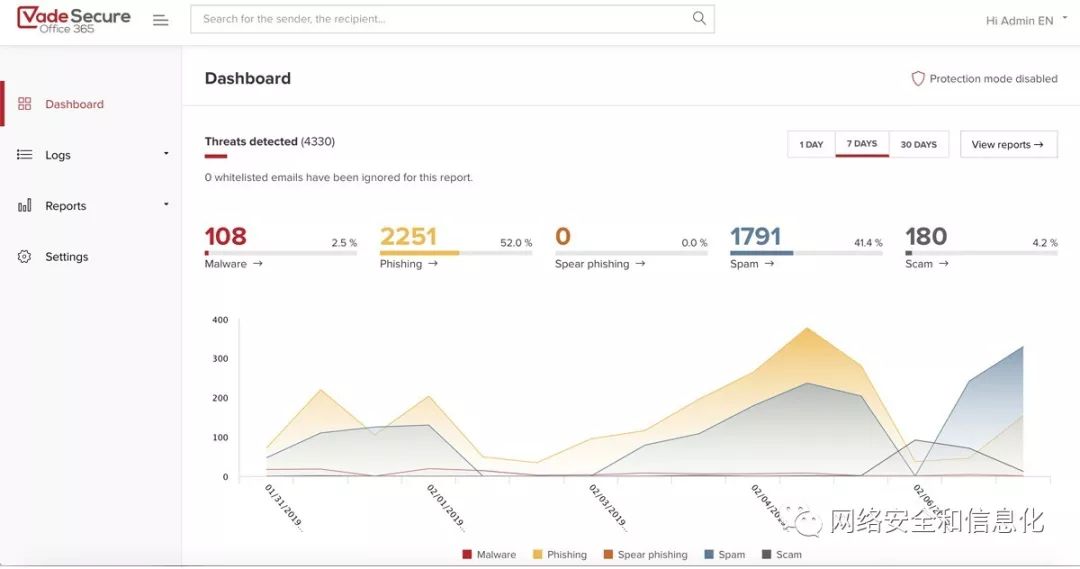 VadeSecure
Office 365
Search for the sender, the recipient...
Hi Admin EN
Dashboard
Logs
Reports
Settings
Dashboard
Protection mode disabled
Threats detected (4330)
1 DAY 7 DAYS 30 DAYS View reports →
0 whitelisted emails have been ignored for this report.
108 2.5 %
Malware →
2251 52.0 %
Phishing →
0 0.0 %
Spear phishing →
1791 41.4 %
Spam →
180 4.2 %
Scam →
400
300
200
100
0
01/31/2019...
02/01/2019...
02/03/2019...
02/04/2019...
02/06/
网络安全和信息化
Malware Phishing Spear phishing Spam Scam